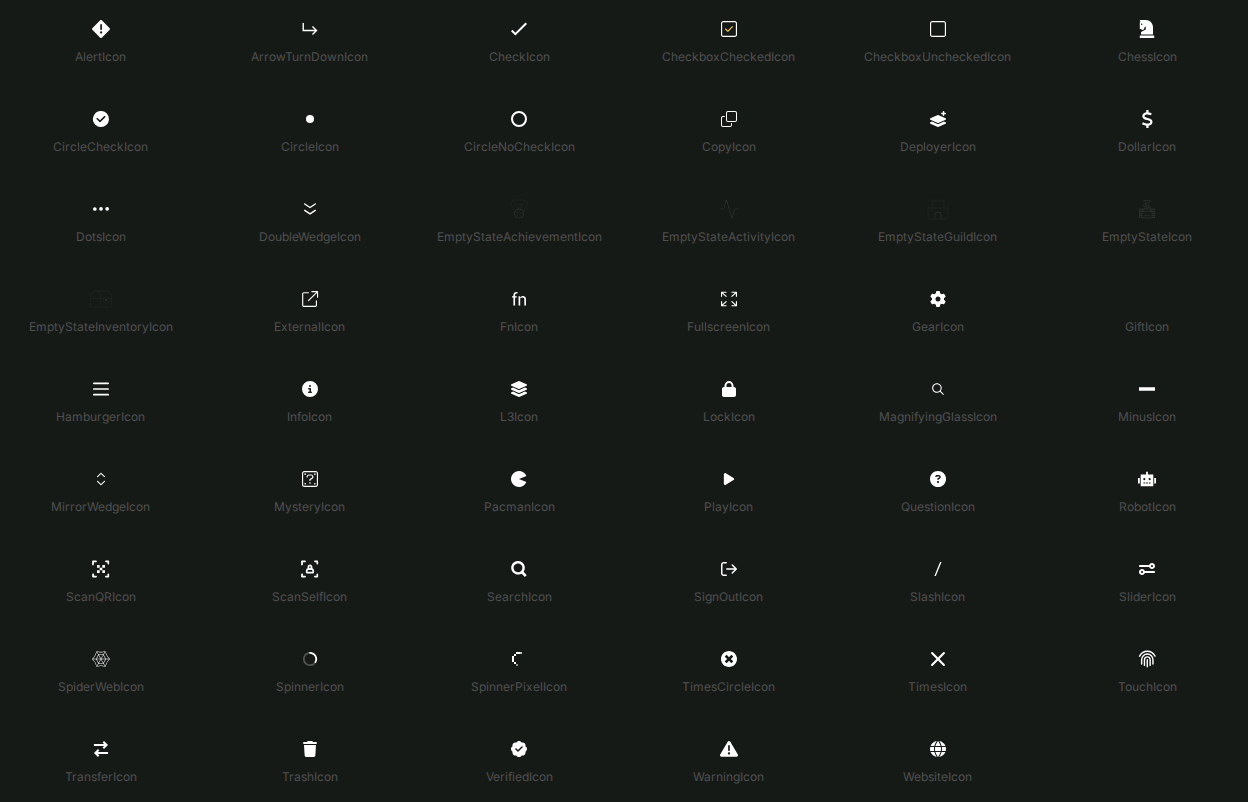 AlertIcon ArrowTurnDownIcon CheckIcon CheckboxCheckedIcon CheckboxUncheckedIcon ChessIcon
CircleCheckIcon CircleIcon CircleNoCheckIcon CopyIcon DeployerIcon DollarIcon
DotsIcon DoubleWedgeIcon EmptyStateAchievementIcon EmptyStateActivityIcon EmptyStateGuildIcon EmptyStateIcon
EmptyStateInventoryIcon ExternalIcon FnIcon FullscreenIcon GearIcon GiftIcon
HamburgerIcon InfoIcon L3Icon LockIcon MagnifyingGlassIcon MinusIcon
MirrorWedgeIcon MysteryIcon PacmanIcon PlayIcon QuestionIcon RobotIcon
ScanQRIcon ScanSelfIcon SearchIcon SignOutIcon SlashIcon SliderIcon
SpiderWebIcon SpinnerIcon SpinnerPixelIcon TimesCircleIcon TimesIcon TouchIcon
TransferIcon TrashIcon VerifiedIcon WarningIcon WebsiteIcon